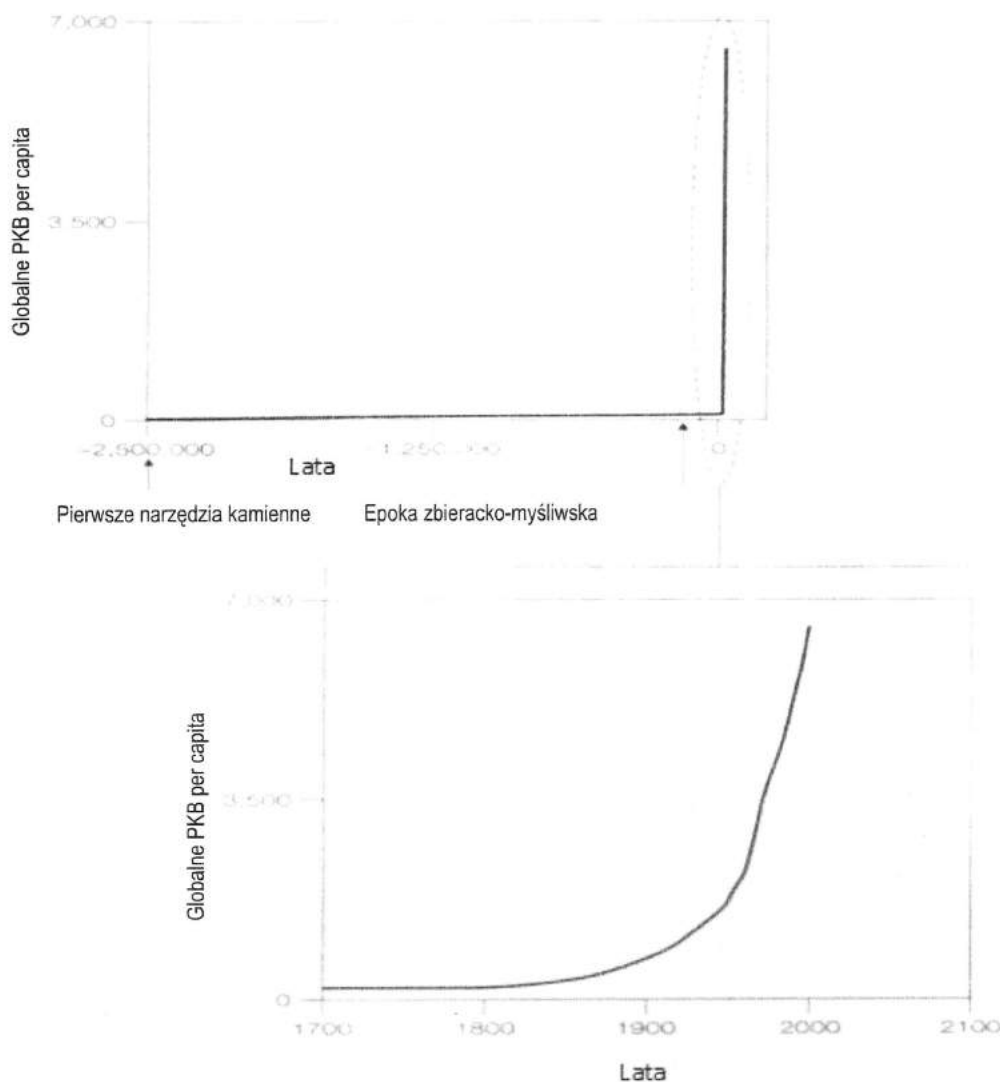 7,000
Globalne PKB per capita
3,500
0
-2,500,000 -1,250,000 0
Lata
Pierwsze narzędzia kamienne Epoka zbieracko-myśliwska
7,000
Globalne PKB per capita
3,500
0
1700 1800 1900 2000 2100
Lata